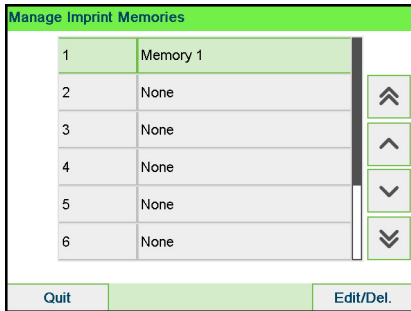 Manage Imprint Memories
1 Memory 1
2 None
3 None
4 None
5 None
6 None
Quit Edit/Del.